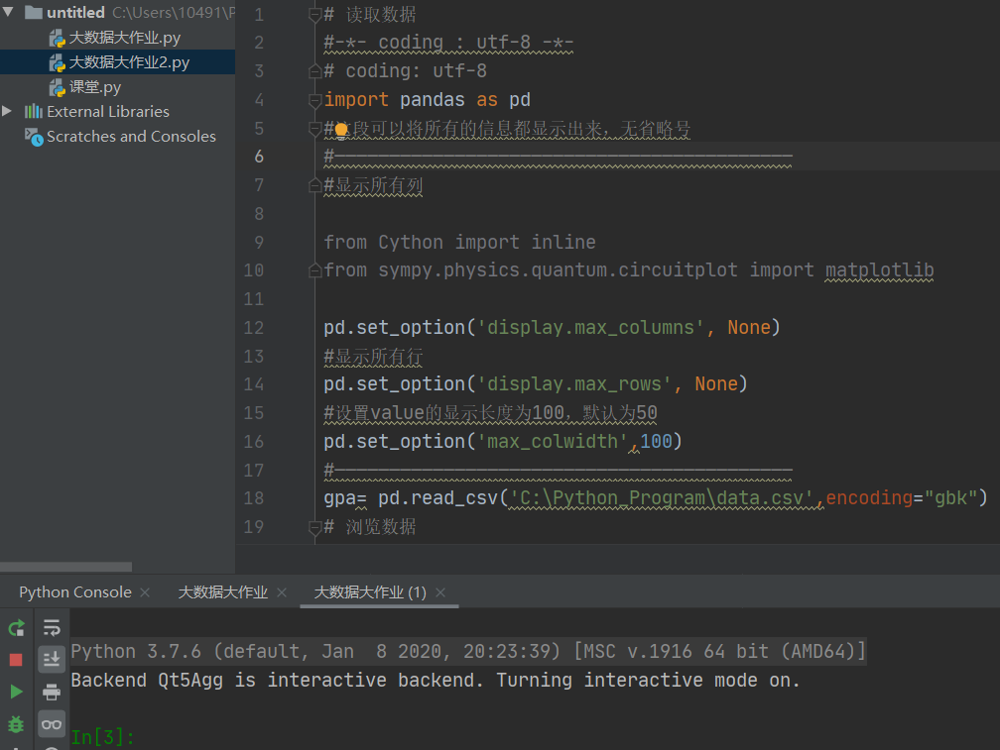 untitled C:\Users\10491\P
大数据大作业.py
大数据大作业2.py
课堂.py
External Libraries
Scratches and Consoles
1 # 读取数据
2 #-*- coding : utf-8 -*-
3 # coding: utf-8
4 import pandas as pd
5 #这段可以将所有的信息都显示出来，无省略号
6 #——————————————————————————————————————————
7 #显示所有列
8
9 from Cython import inline
10 from sympy.physics.quantum.circuitplot import matplotlib
11
12 pd.set_option('display.max_columns', None)
13 #显示所有行
14 pd.set_option('display.max_rows', None)
15 #设置value的显示长度为100，默认为50
16 pd.set_option('max_colwidth',100)
17 #——————————————————————————————————————————
18 gpa= pd.read_csv('C:\Python_Program\data.csv',encoding="gbk")
19 # 浏览数据
Python Console 大数据大作业 大数据大作业 (1)
Python 3.7.6 (default, Jan  8 2020, 20:23:39) [MSC v.1916 64 bit (AMD64)]
Backend Qt5Agg is interactive backend. Turning interactive mode on.
In[3]: